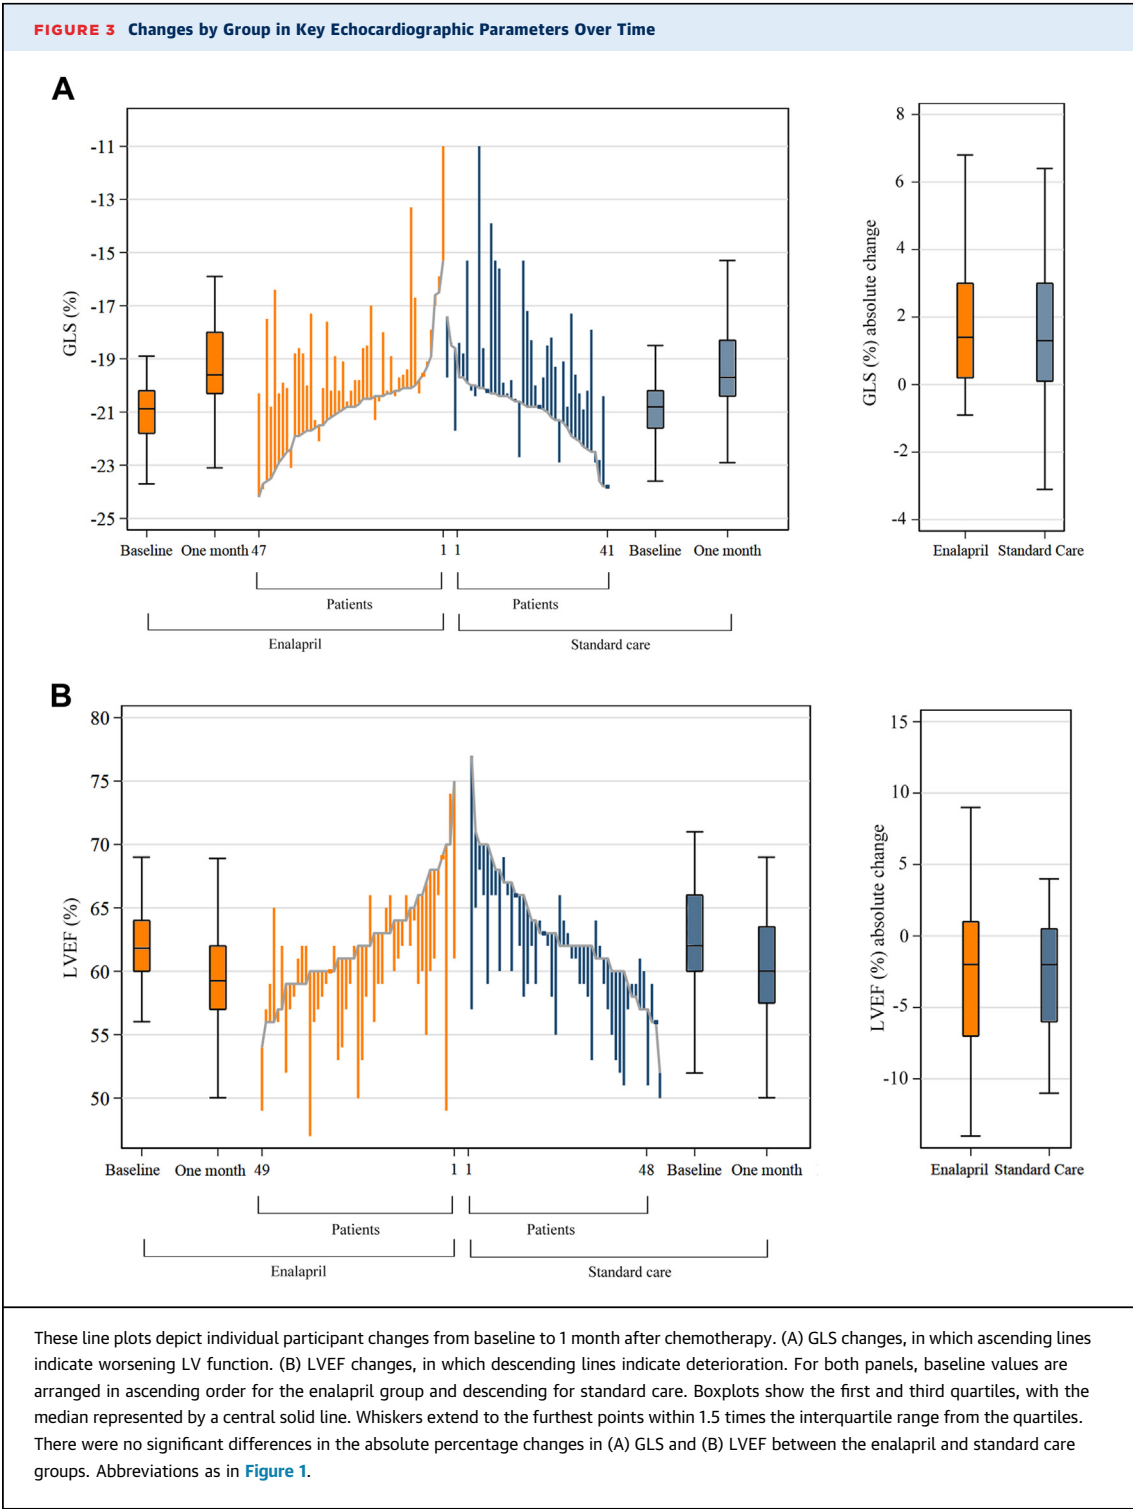 FIGURE 3 Changes by Group in Key Echocardiographic Parameters Over Time
A
GLS (%)
-11
-13
-15
-17
-19
-21
-23
-25
Baseline One month 47 1 1 41 Baseline One month
Patients Patients
Enalapril Standard care
GLS (%) absolute change
8
6
4
2
0
-2
-4
Enalapril Standard Care
B
LVEF (%)
80
75
70
65
60
55
50
Baseline One month 49 1 1 48 Baseline One month
Patients Patients
Enalapril Standard care
LVEF (%) absolute change
15
10
5
0
-5
-10
Enalapril Standard Care
These line plots depict individual participant changes from baseline to 1 month after chemotherapy. (A) GLS changes, in which ascending lines
indicate worsening LV function. (B) LVEF changes, in which descending lines indicate deterioration. For both panels, baseline values are
arranged in ascending order for the enalapril group and descending for standard care. Boxplots show the first and third quartiles, with the
median represented by a central solid line. Whiskers extend to the furthest points within 1.5 times the interquartile range from the quartiles.
There were no significant differences in the absolute percentage changes in (A) GLS and (B) LVEF between the enalapril and standard care
groups. Abbreviations as in Figure 1.